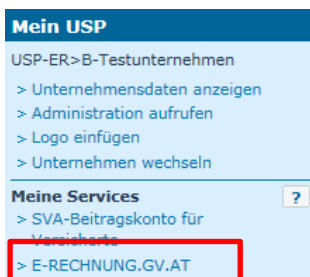 Mein USP
USP-ER>B-Testunternehmen
> Unternehmensdaten anzeigen
> Administration aufrufen
> Logo einfügen
> Unternehmen wechseln
Meine Services ?
> SVA-Beitragskonto für
Versicherte
> E-RECHNUNG.GV.AT